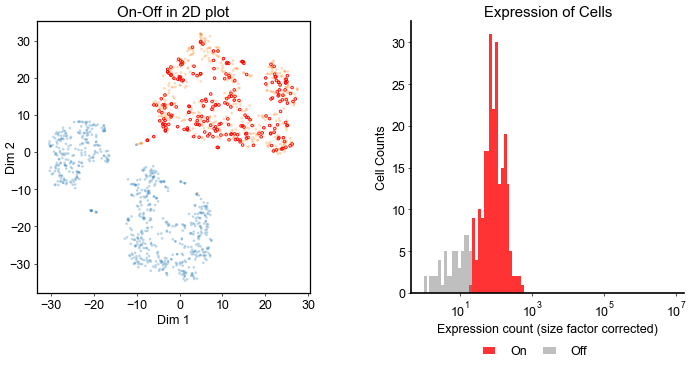 On-Off in 2D plot
Dim 2
30
20
10
0
−10
−20
−30
−30 −20 −10 0 10 20 30
Dim 1
Expression of Cells
Cell Counts
30
25
20
15
10
5
0
10^1 10^3 10^5 10^7
Expression count (size factor corrected)
On Off